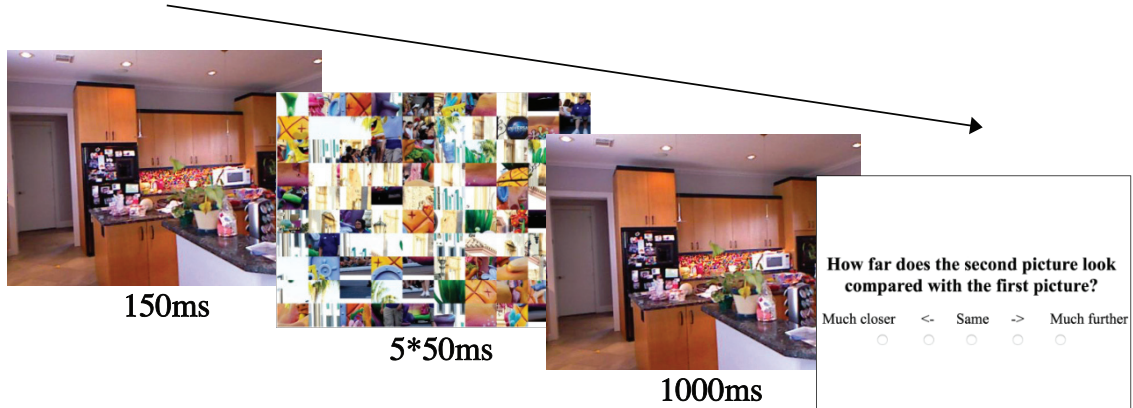 150ms
5*50ms
1000ms
How far does the second picture look
compared with the first picture?
Much closer <- Same -> Much further